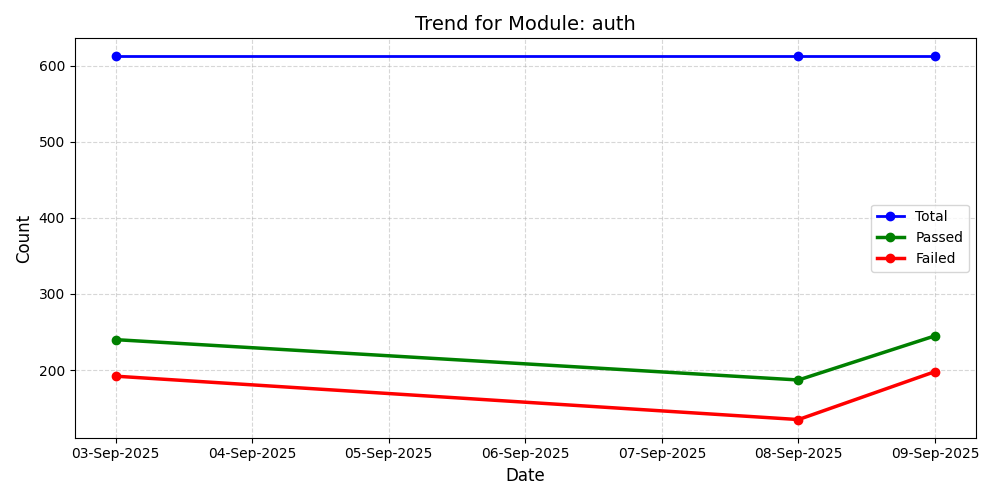 Trend for Module: auth
600
500
400
300
200
Count
Total
Passed
Failed
03-Sep-2025 04-Sep-2025 05-Sep-2025 06-Sep-2025 07-Sep-2025 08-Sep-2025 09-Sep-2025
Date